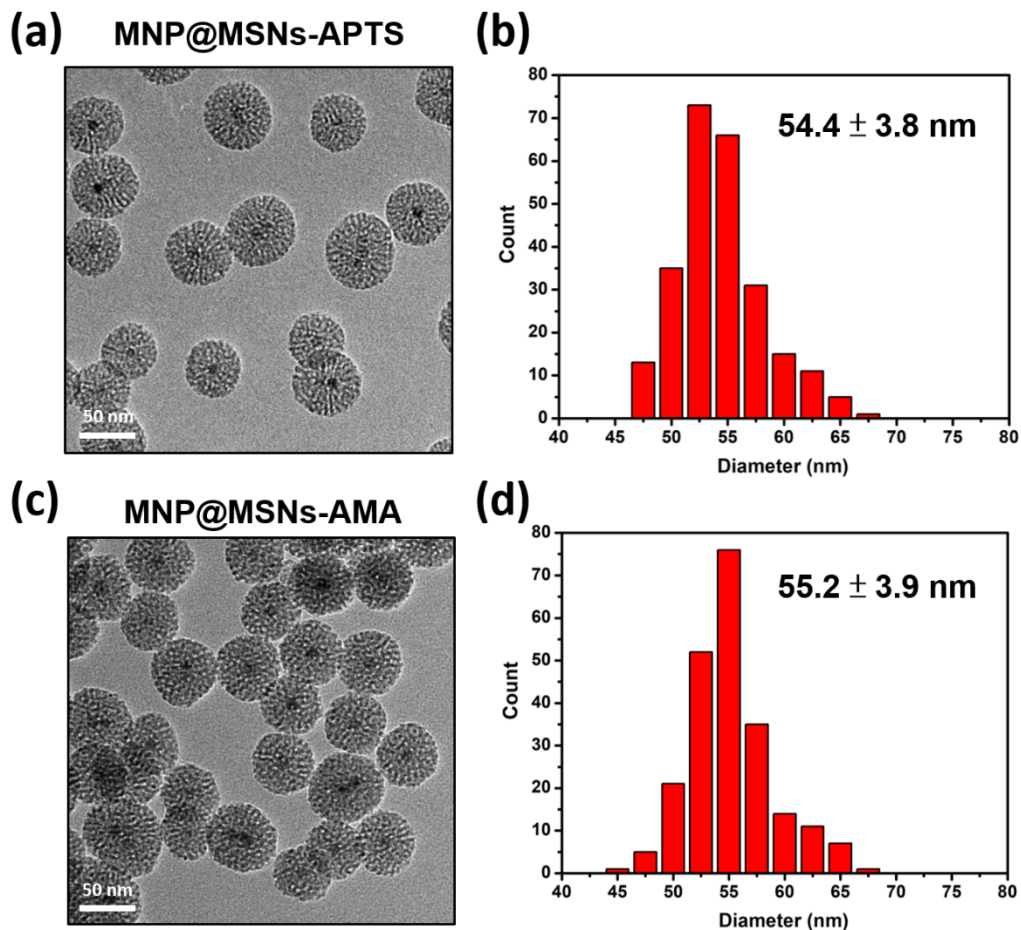 (a)
MNP@MSNs-APTS
50 nm
(b)
54.4 ± 3.8 nm
Count
80
70
60
50
40
30
20
10
0
40 45 50 55 60 65 70 75 80
Diameter (nm)
(c)
MNP@MSNs-AMA
50 nm
(d)
55.2 ± 3.9 nm
Count
80
70
60
50
40
30
20
10
0
40 45 50 55 60 65 70 75 80
Diameter (nm)